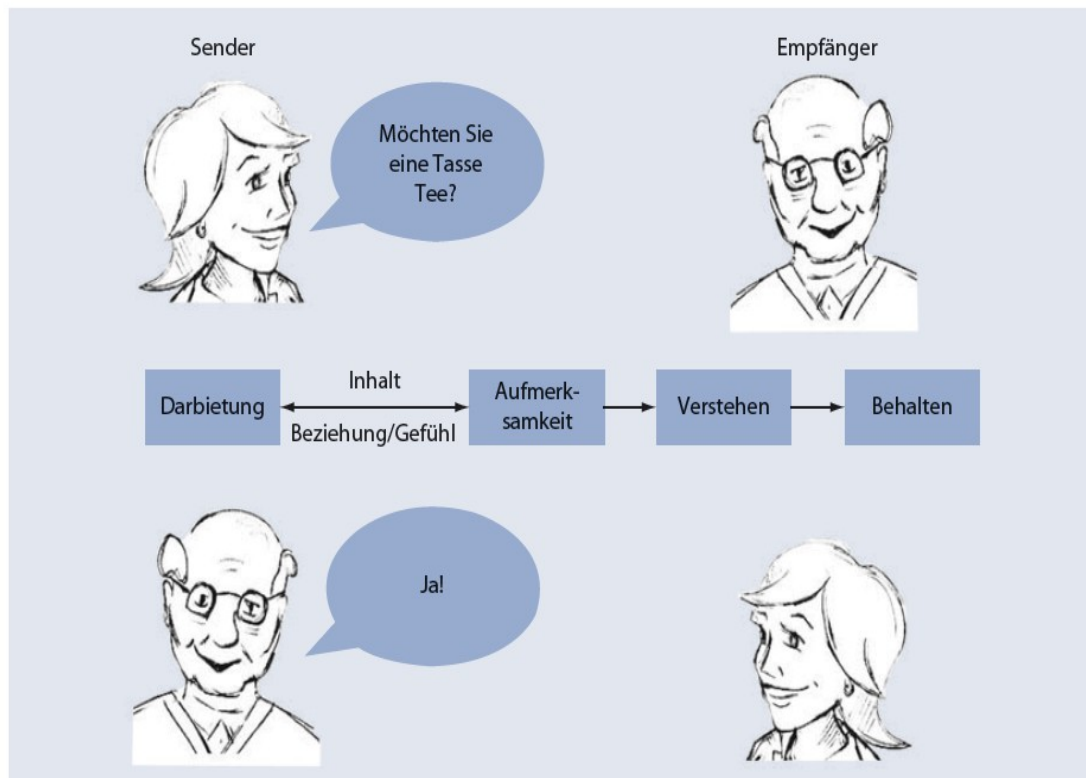 Sender
Empfänger
Möchten Sie
eine Tasse
Tee?
Darbietung
Inhalt
Beziehung/Gefühl
Aufmerk-
samkeit
Verstehen
Behalten
Ja!